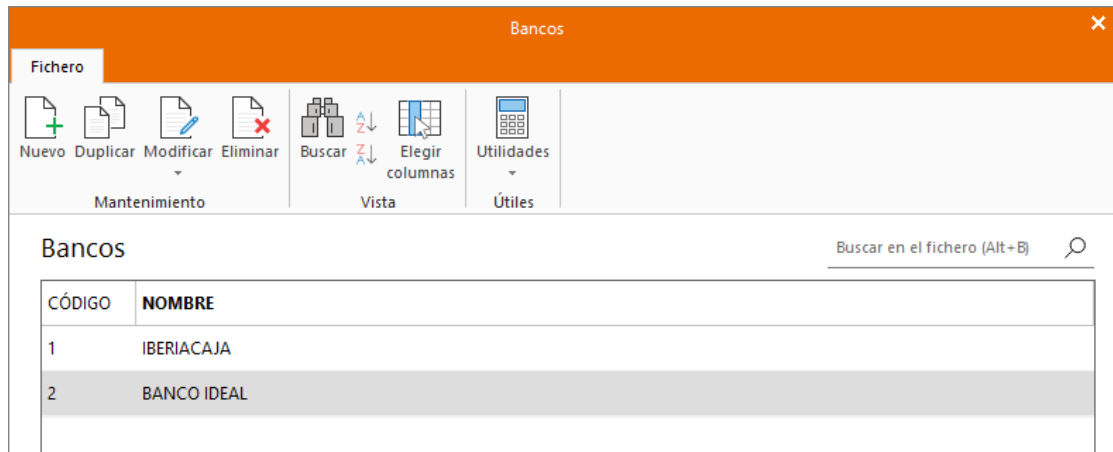 Bancos
Fichero
Nuevo Duplicar Modificar Eliminar Buscar Elegir columnas Utilidades
Mantenimiento Vista Útiles
Bancos
Buscar en el fichero (Alt+B)
CÓDIGO NOMBRE
1 IBERIACAJA
2 BANCO IDEAL